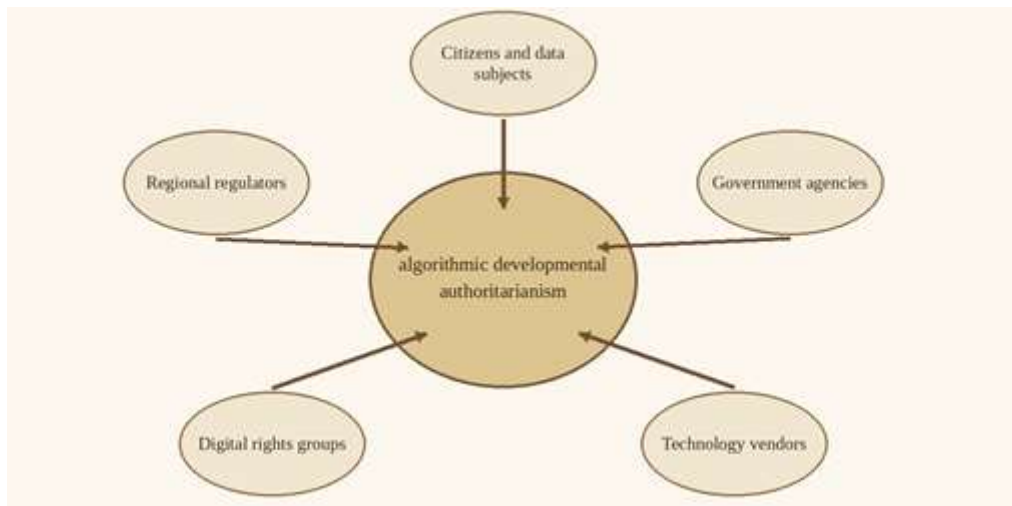 Citizens and data
subjects
Regional regulators
Government agencies
algorithmic developmental
authoritarianism
Digital rights groups
Technology vendors